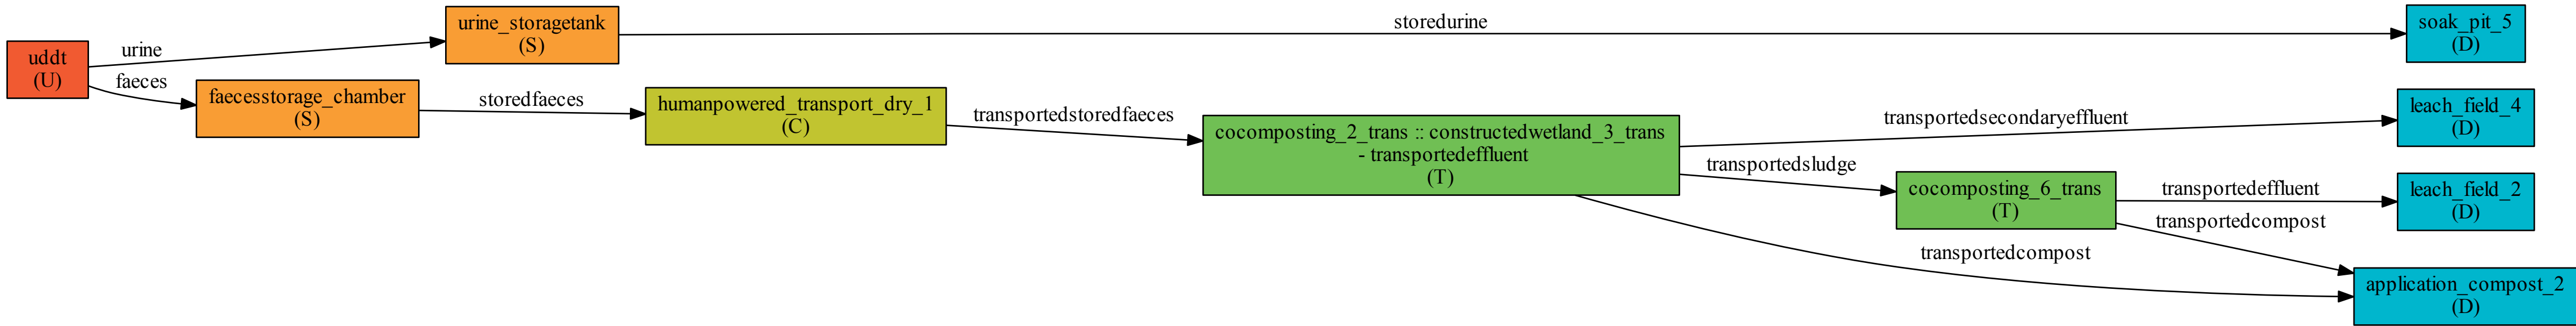 uddt
(U)
urine
faeces
urine_storagetank
(S)
faecesstorage_chamber
(S)
storedurine
storedfaeces
humanpowered_transport_dry_1
(C)
transportedstoredfaeces
cocomposting_2_trans :: constructedwetland_3_trans
- transportedeffluent
(T)
transportedsecondaryeffluent
transportedsludge
transportedcompost
cocomposting_6_trans
(T)
transportedeffluent
transportedcompost
soak_pit_5
(D)
leach_field_4
(D)
leach_field_2
(D)
application_compost_2
(D)